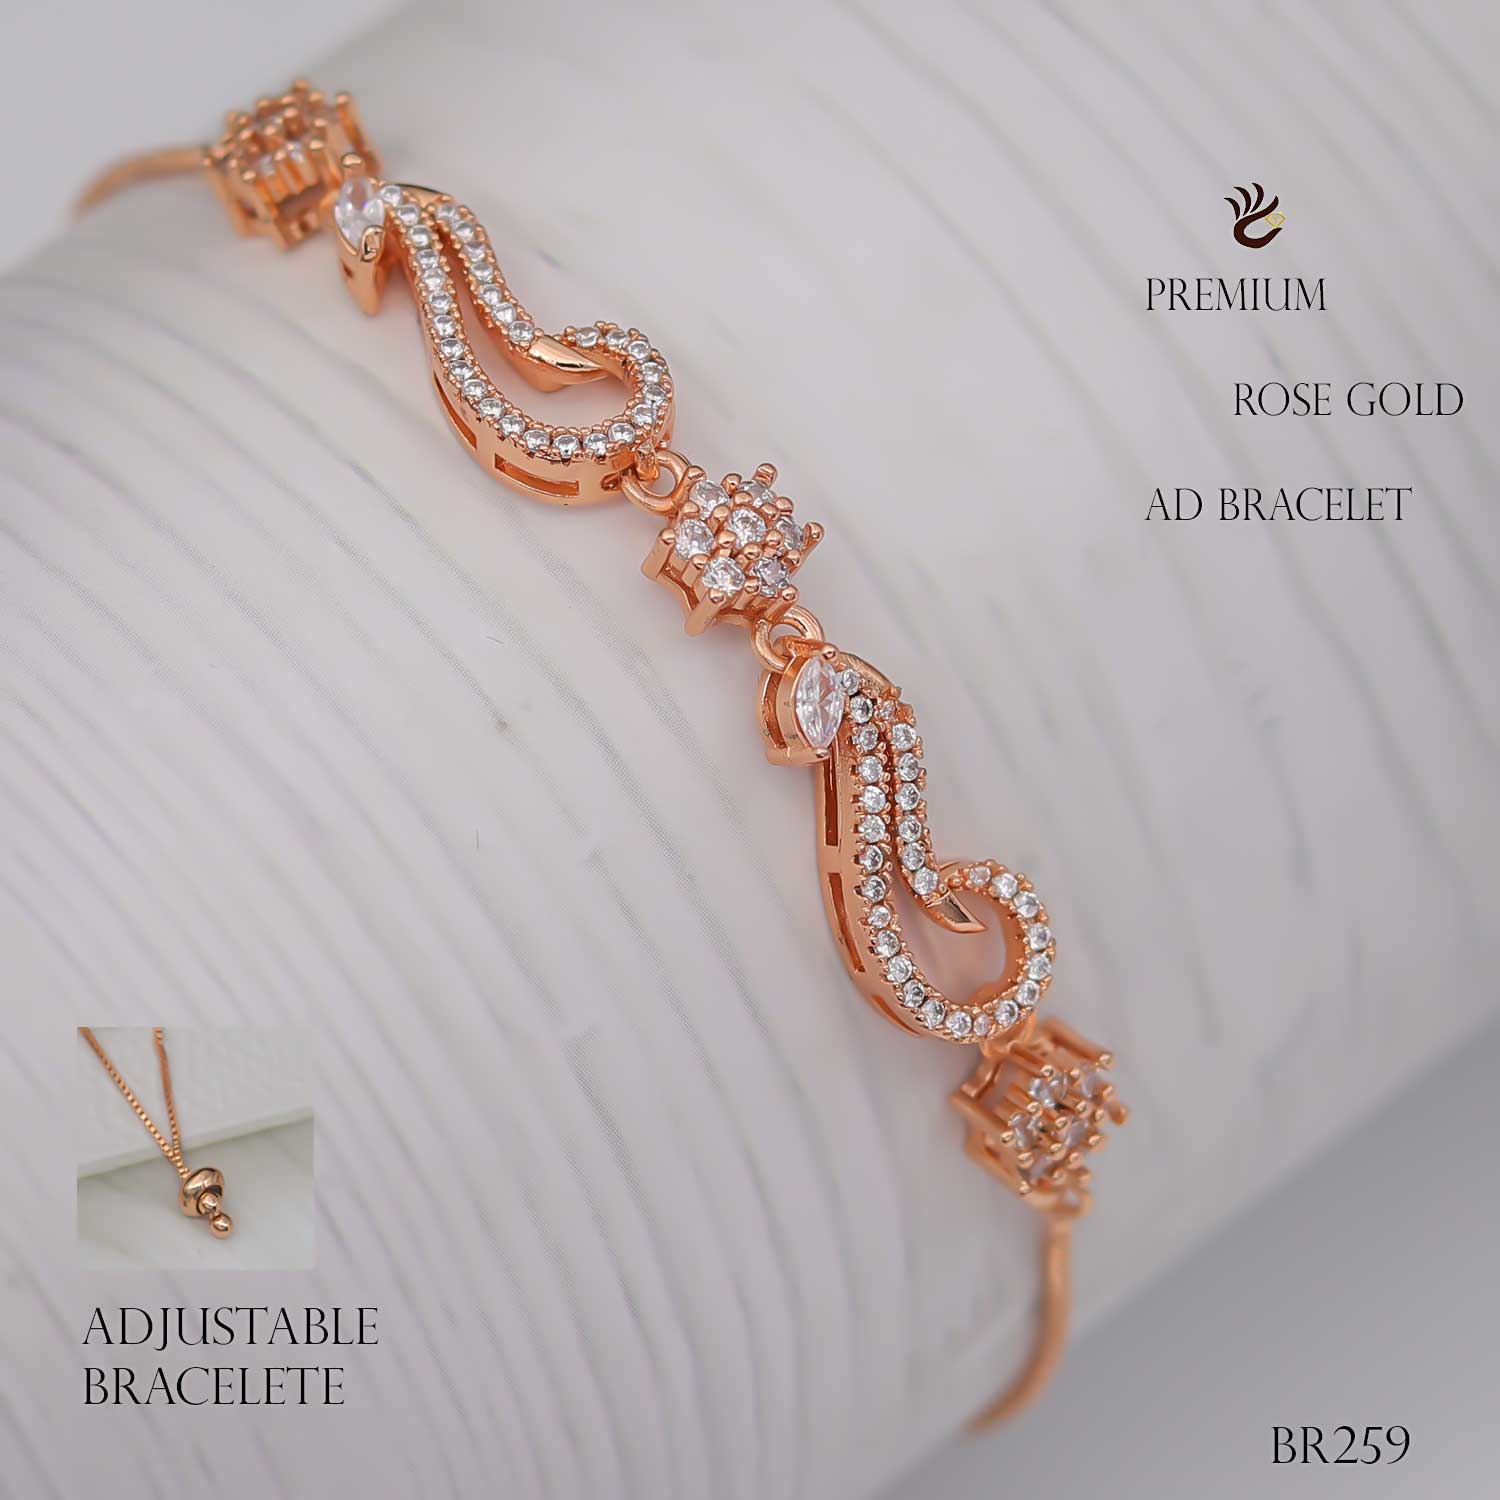 PREMIUM
ROSE GOLD
AD BRACELET
ADJUSTABLE
BRACELETE
BR259